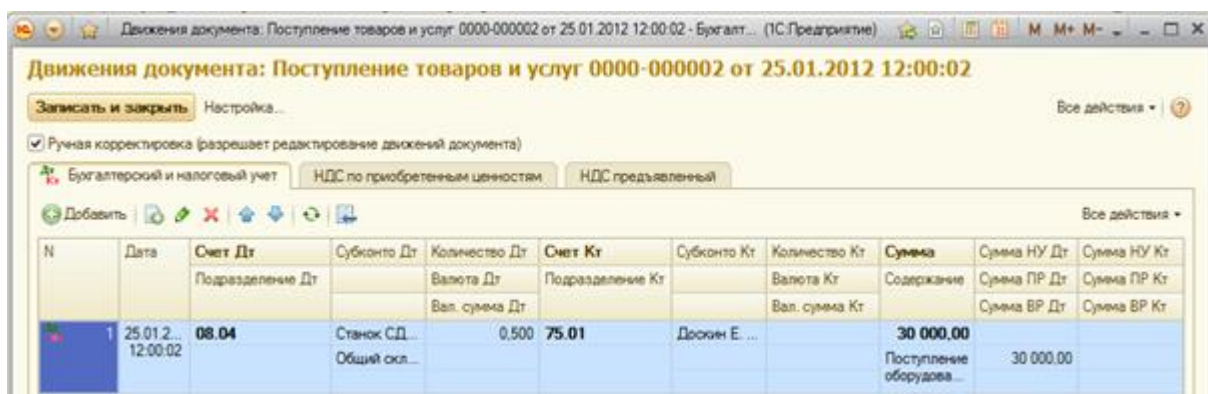 Движения документа: Поступление товаров и услуг 0000-000002 от 25.01.2012 12:00:02 - Бухгалт... (1С:Предприятие) M M+ M-
Движения документа: Поступление товаров и услуг 0000-000002 от 25.01.2012 12:00:02
Записать и закрыть Настройка... Все действия
Ручная корректировка (разрешает редактирование движений документа)
Бухгалтерский и налоговый учет НДС по приобретенным ценностям НДС предъявленный
Добавить Все действия
N Дата Счет Дт Субконто Дт Количество Дт Счет Кт Субконто Кт Количество Кт Сумма Сумма НУ Дт Сумма НУ Кт
Подразделение Дт Валюта Дт Подразделение Кт Валюта Кт Содержание Сумма ПР Дт Сумма ПР Кт
Вал. сумма Дт Вал. сумма Кт Сумма ВР Дт Сумма ВР Кт
1 25.01.2... 08.04 Станок СД... 0,500 75.01 Доскин Е. ... 30 000,00
12:00:02 Общий скл... Поступление 30 000,00
оборудова...